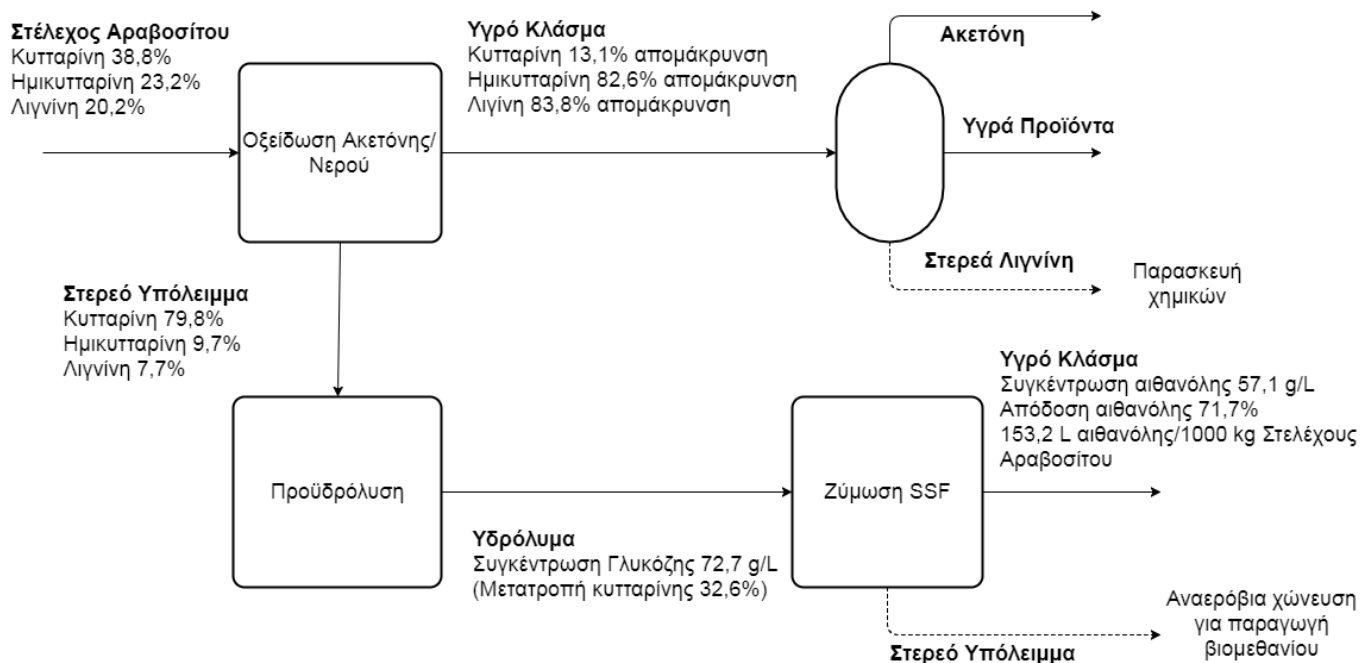 Στέλεχος Αραβοσίτου
Κυτταρίνη 38,8%
Ημικυτταρίνη 23,2%
Λιγνίνη 20,2%
Οξείδωση Ακετόνης/
Νερού
Υγρό Κλάσμα
Κυτταρίνη 13,1% απομάκρυνση
Ημικυτταρίνη 82,6% απομάκρυνση
Λιγίνη 83,8% απομάκρυνση
Ακετόνη
Υγρά Προϊόντα
Στερεά Λιγνίνη
Παρασκευή
χημικών
Στερεό Υπόλειμμα
Κυτταρίνη 79,8%
Ημικυτταρίνη 9,7%
Λιγνίνη 7,7%
Προϋδρόλυση
Υδρόλυμα
Συγκέντρωση Γλυκόζης 72,7 g/L
(Μετατροπή κυτταρίνης 32,6%)
Ζύμωση SSF
Υγρό Κλάσμα
Συγκέντρωση αιθανόλης 57,1 g/L
Απόδοση αιθανόλης 71,7%
153,2 L αιθανόλης/1000 kg Στελέχους
Αραβοσίτου
Στερεό Υπόλειμμα
Αναερόβια χώνευση
για παραγωγή
βιομεθανίου